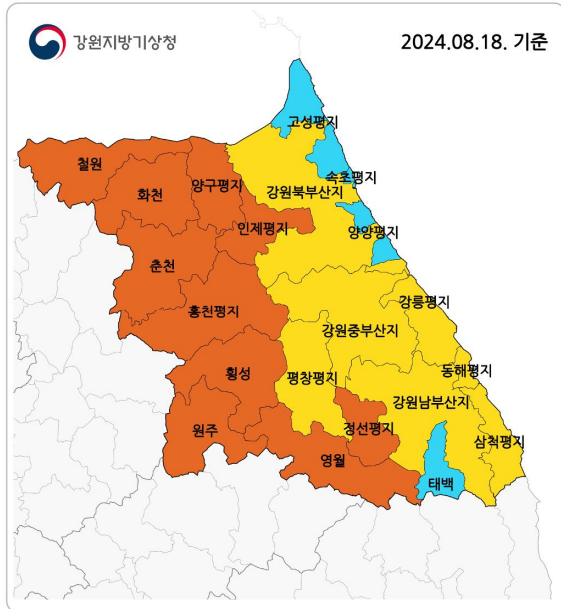 강원지방기상청
2024.08.18. 기준
고성평지
철원
화천
양구평지
속초평지
강원북부산지
인제평지
양양평지
춘천
홍천평지
강릉평지
강원중부산지
횡성
평창평지
동해평지
강원남부산지
원주
정선평지
삼척평지
영월
태백